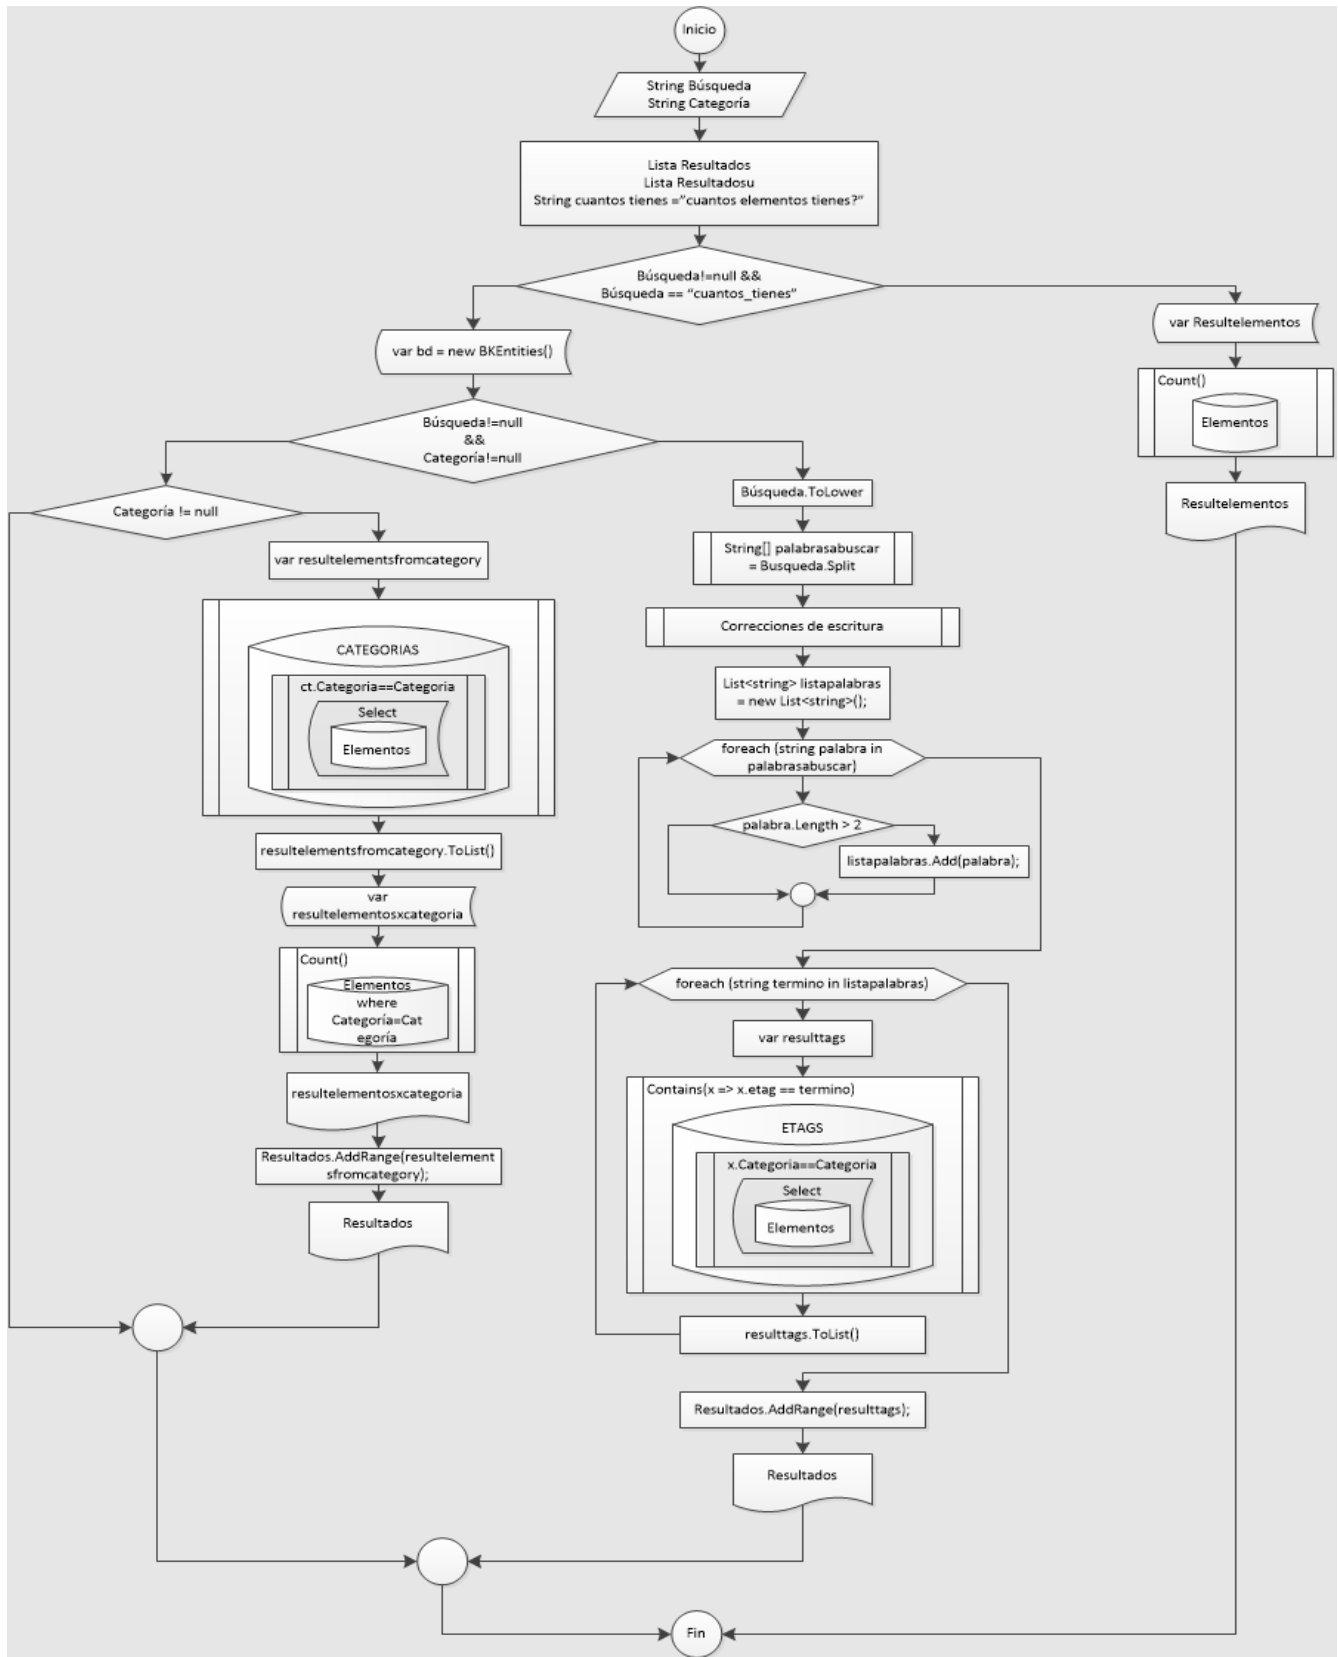 Inicio
String Búsqueda
String Categoría
Lista Resultados
Lista Resultadosu
String cuantos tienes =”cuantos elementos tienes?”
Búsqueda!=null &&
Búsqueda == “cuantos_tienes”
var bd = new BKEntities()
Búsqueda!=null
&&
Categoría!=null
Categoría != null
var resultelementsfromcategory
CATEGORIAS
ct.Categoria==Categoria
Select
Elementos
resultelementsfromcategory.ToList()
var
resultelementosxcategoria
Count()
Elementos
where
Categoría=Cat
egoría
resultelementosxcategoria
Resultados.AddRange(resultelement
sfromcategory);
Resultados
Búsqueda.ToLower
String[] palabrasabuscar
= Busqueda.Split
Correcciones de escritura
List<string> listapalabras
= new List<string>();
foreach (string palabra in
palabrasabuscar)
palabra.Length > 2
listapalabras.Add(palabra);
foreach (string termino in listapalabras)
var resulttags
Contains(x => x.etag == termino)
ETAGS
x.Categoria==Categoria
Select
Elementos
resulttags.ToList()
Resultados.AddRange(resulttags);
Resultados
var Resultelementos
Count()
Elementos
Resultelementos
Fin